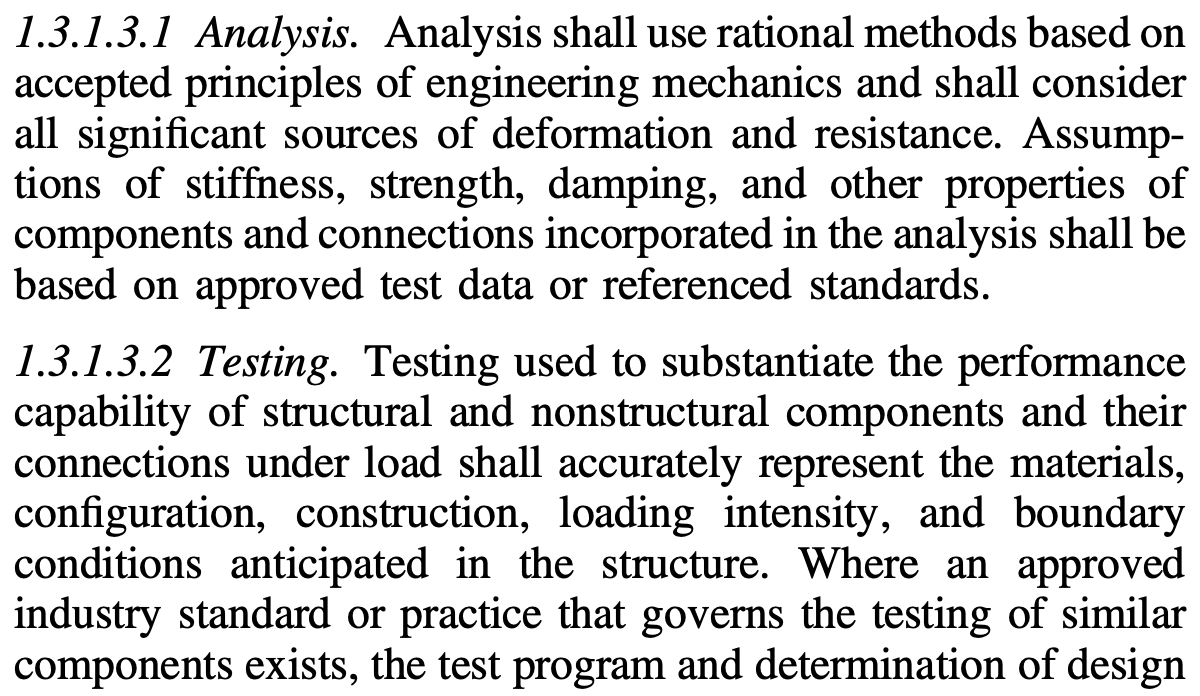 1.3.1.3.1 Analysis. Analysis shall use rational methods based on
accepted principles of engineering mechanics and shall consider
all significant sources of deformation and resistance. Assump-
tions of stiffness, strength, damping, and other properties of
components and connections incorporated in the analysis shall be
based on approved test data or referenced standards.
1.3.1.3.2 Testing. Testing used to substantiate the performance
capability of structural and nonstructural components and their
connections under load shall accurately represent the materials,
configuration, construction, loading intensity, and boundary
conditions anticipated in the structure. Where an approved
industry standard or practice that governs the testing of similar
components exists, the test program and determination of design